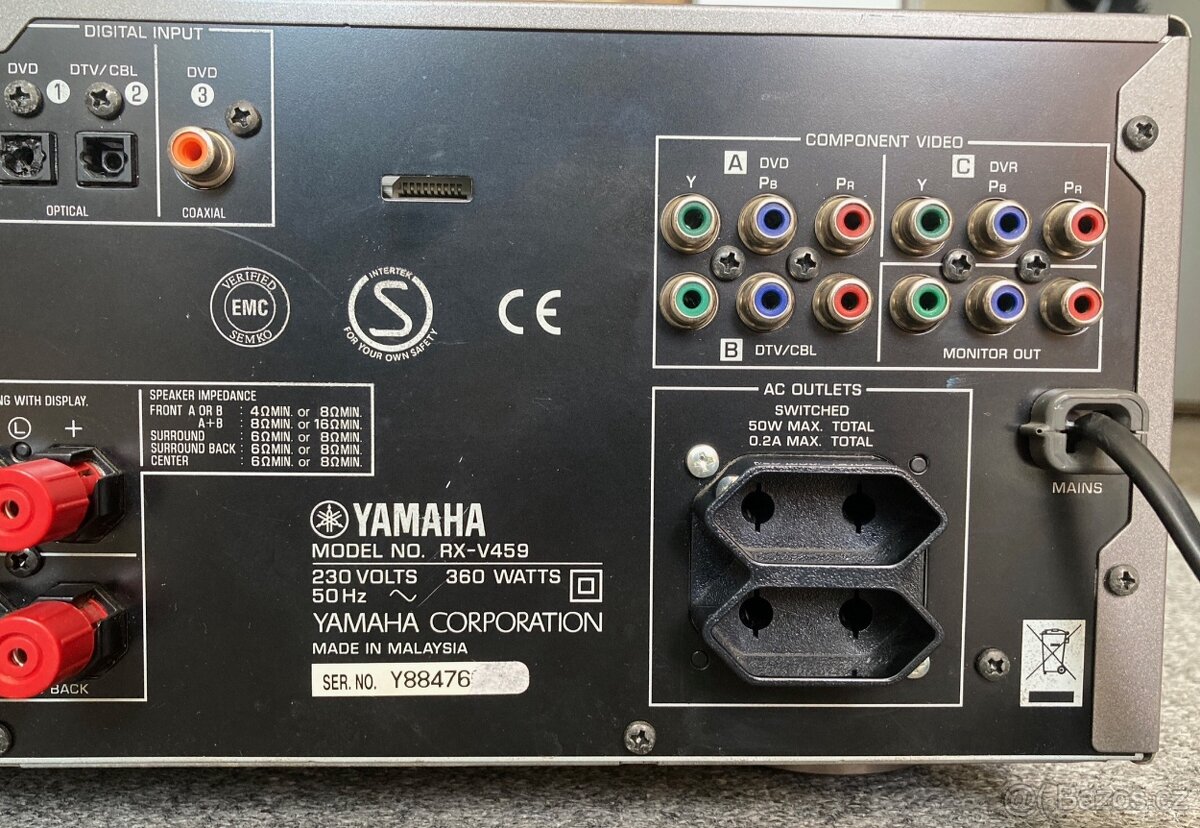 DIGITAL INPUT
DVD
1
DTV/CBL
2
DVD
3
OPTICAL
COAXIAL
COMPONENT VIDEO
A DVD
Y PB PR
C DVR
Y PB PR
B DTV/CBL
MONITOR OUT
VERIFIED
EMC
SEMKO
INTERTEK
S
FOR YOUR OWN SAFETY
CE
NG WITH DISPLAY.
L +
SPEAKER IMPEDANCE
FRONT A OR B : 4ΩMIN. or 8ΩMIN.
A+B : 8ΩMIN. or 16ΩMIN.
SURROUND : 6ΩMIN. or 8ΩMIN.
SURROUND BACK : 6ΩMIN. or 8ΩMIN.
CENTER : 6ΩMIN. or 8ΩMIN.
BACK
AC OUTLETS
SWITCHED
50W MAX. TOTAL
0.2A MAX. TOTAL
MAINS
YAMAHA
MODEL NO. RX-V459
230 VOLTS 360 WATTS
50 Hz ~
YAMAHA CORPORATION
MADE IN MALAYSIA
SER. NO. Y88476
Bazos.cz